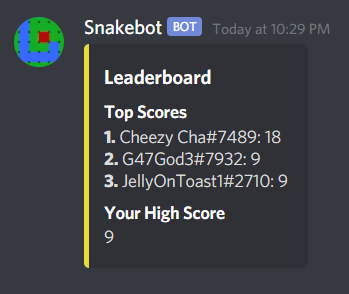 Snakebot BOT Today at 10:29 PM
Leaderboard
Top Scores
1. Cheezy Cha#7489: 18
2. G47God3#7932: 9
3. JellyOnToast1#2710: 9
Your High Score
9